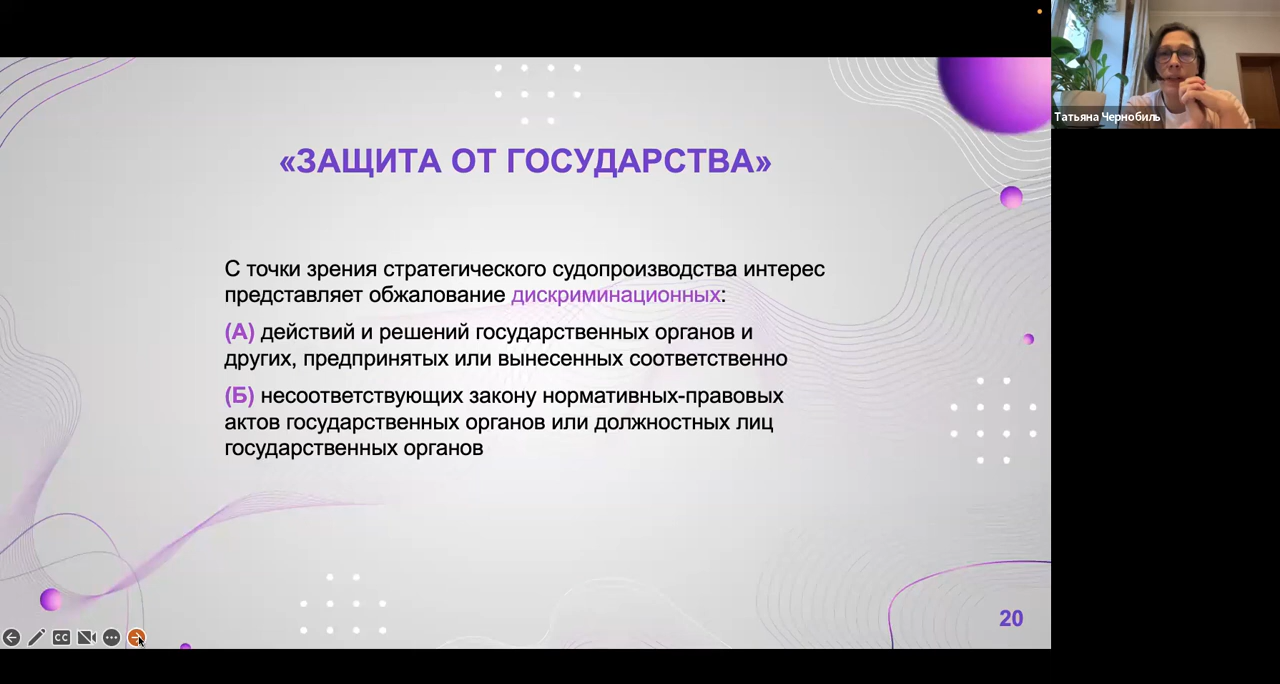 Татьяна Чернобиль
«ЗАЩИТА ОТ ГОСУДАРСТВА»
С точки зрения стратегического судопроизводства интерес
представляет обжалование дискриминационных:
(А) действий и решений государственных органов и
других, предпринятых или вынесенных соответственно
(Б) несоответствующих закону нормативных-правовых
актов государственных органов или должностных лиц
государственных органов
20
CC